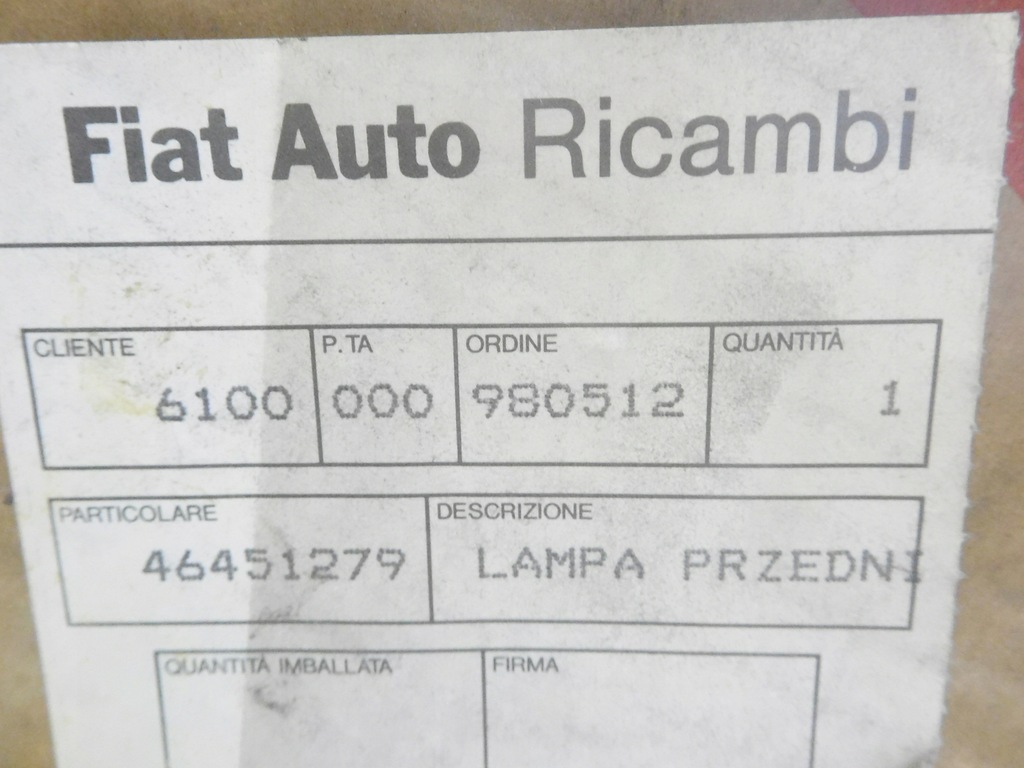 Fiat Auto Ricambi
CLIENTE P.TA ORDINE QUANTITÀ
6100 000 980512 1
PARTICOLARE DESCRIZIONE
46451279 LAMPA PRZEDNI
QUANTITÀ IMBALLATA FIRMA